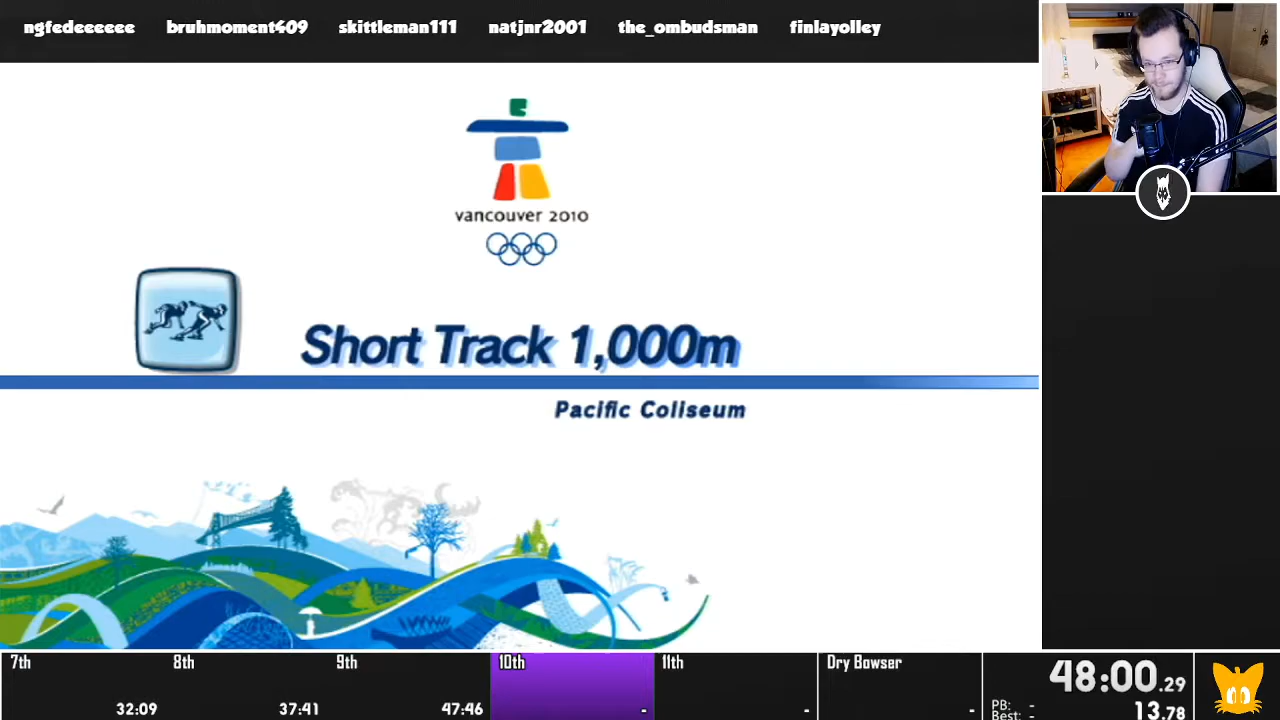 ngfedeeeeee bruhmoment609 skittleman111 natjnr2001 the_ombudsman finlayolley
vancouver 2010
Short Track 1,000m
Pacific Coliseum
7th 8th 9th 10th 11th Dry Bowser
32:09 37:41 47:46 - - -
48:00.29
PB: -
Best: - 13.78